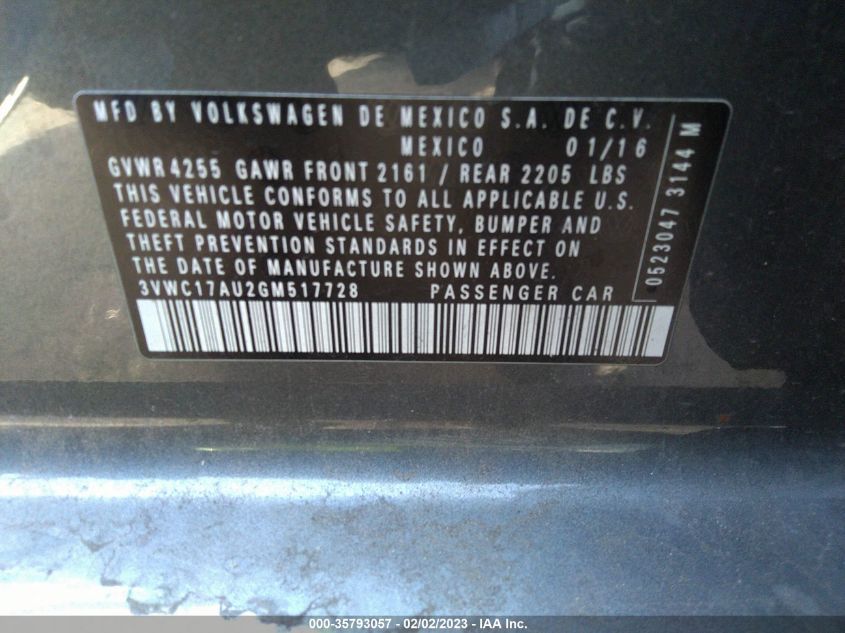 MFD BY VOLKSWAGEN DE MEXICO S.A. DE C.V.
MEXICO 01/16
GVWR 4255 GAWR FRONT 2161 / REAR 2205 LBS
THIS VEHICLE CONFORMS TO ALL APPLICABLE U.S.
FEDERAL MOTOR VEHICLE SAFETY, BUMPER AND
THEFT PREVENTION STANDARDS IN EFFECT ON
THE DATE OF MANUFACTURE SHOWN ABOVE.
3VWC17AU2GM517728 PASSENGER CAR
0523047 3144 M
000-35793057 - 02/02/2023 - © IAA Inc.